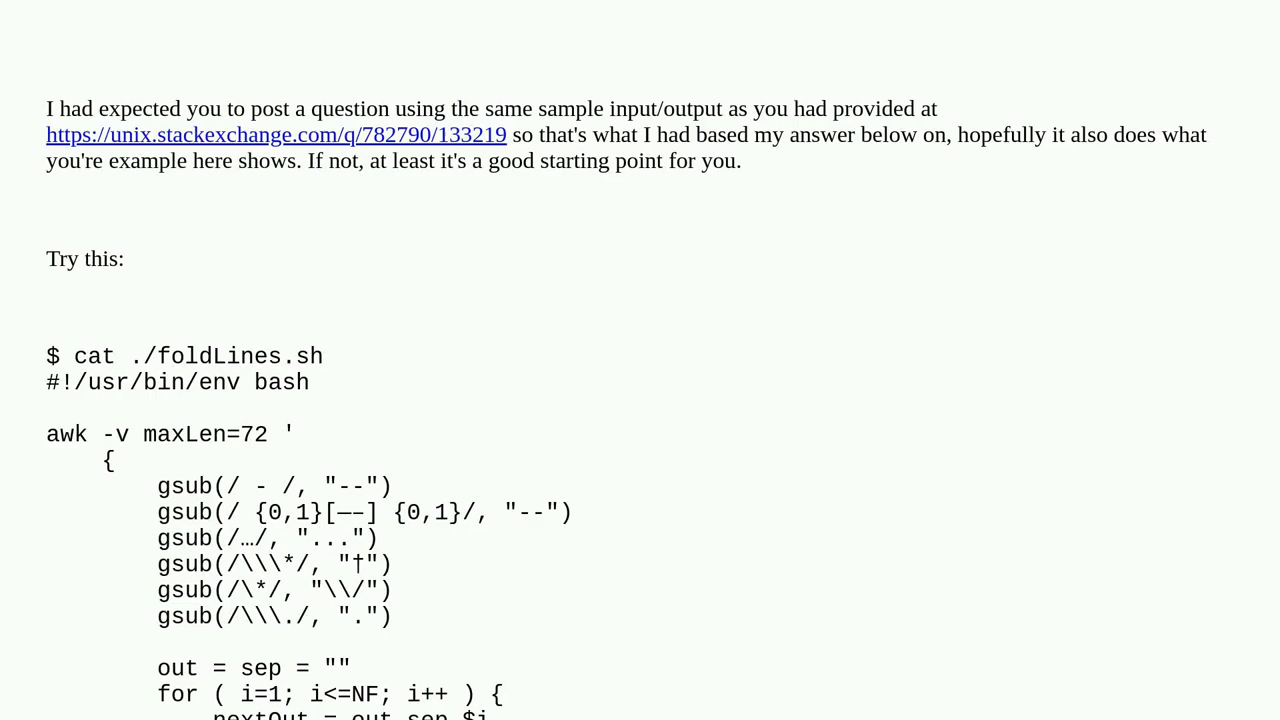 I had expected you to post a question using the same sample input/output as you had provided at
https://unix.stackexchange.com/q/782790/133219 so that's what I had based my answer below on, hopefully it also does what
you're example here shows. If not, at least it's a good starting point for you.
Try this:
$ cat ./foldLines.sh
#!/usr/bin/env bash
awk -v maxLen=72 '
    {
        gsub(/ - /, "--")
        gsub(/ {0,1}[—–] {0,1}/, "--")
        gsub(/…/, "...")
        gsub(/\\\*/, "†")
        gsub(/\*/, "\\/")
        gsub(/\\\./, ".")
        out = sep = ""
        for ( i=1; i<=NF; i++ ) {
            nextOut = out sep $i